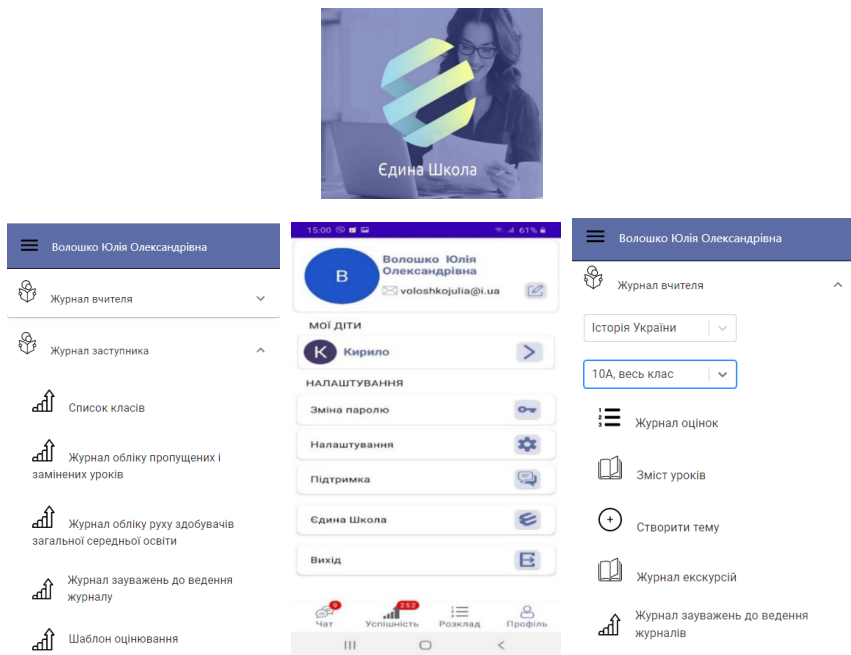 Єдина Школа
Волошко Юлія Олександрівна
Журнал вчителя
Журнал заступника
Список класів
Журнал обліку пропущених і
замінених уроків
Журнал обліку руху здобувачів
загальної середньої освіти
Журнал зауважень до ведення
журналу
Шаблон оцінювання
15:00 61%
В
Волошко Юлія
Олександрівна
voloshkojulia@i.ua
МОЇ ДІТИ
К Кирило
НАЛАШТУВАННЯ
Зміна паролю
Налаштування
Підтримка
Єдина Школа
Вихід
9 252
Чат Успішність Розклад Профіль
Волошко Юлія Олександрівна
Журнал вчителя
Історія України
10А, весь клас
1
2
3
Журнал оцінок
Зміст уроків
Створити тему
Журнал екскурсій
Журнал зауважень до ведення
журналів